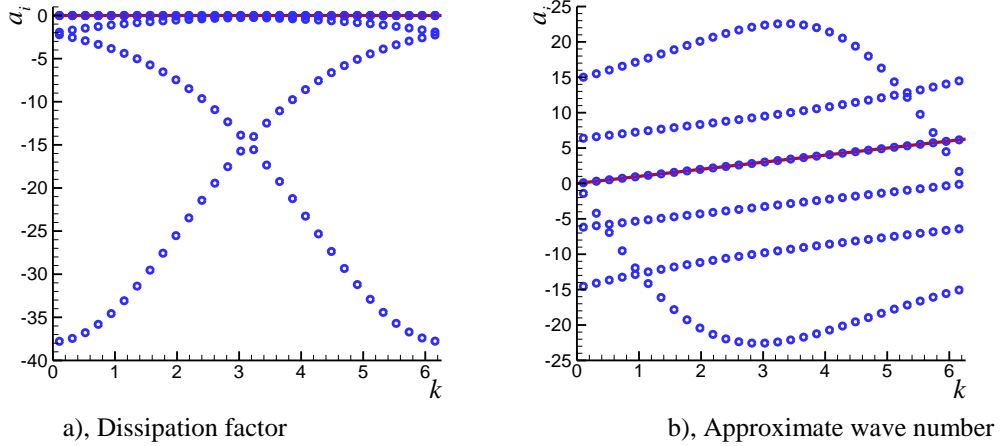 a_i
0
-5
-10
-15
-20
-25
-30
-35
-40
0 1 2 3 4 5 6
k
a), Dissipation factor
a_i
25
20
15
10
5
0
-5
-10
-15
-20
-25
0 1 2 3 4 5 6
k
b), Approximate wave number